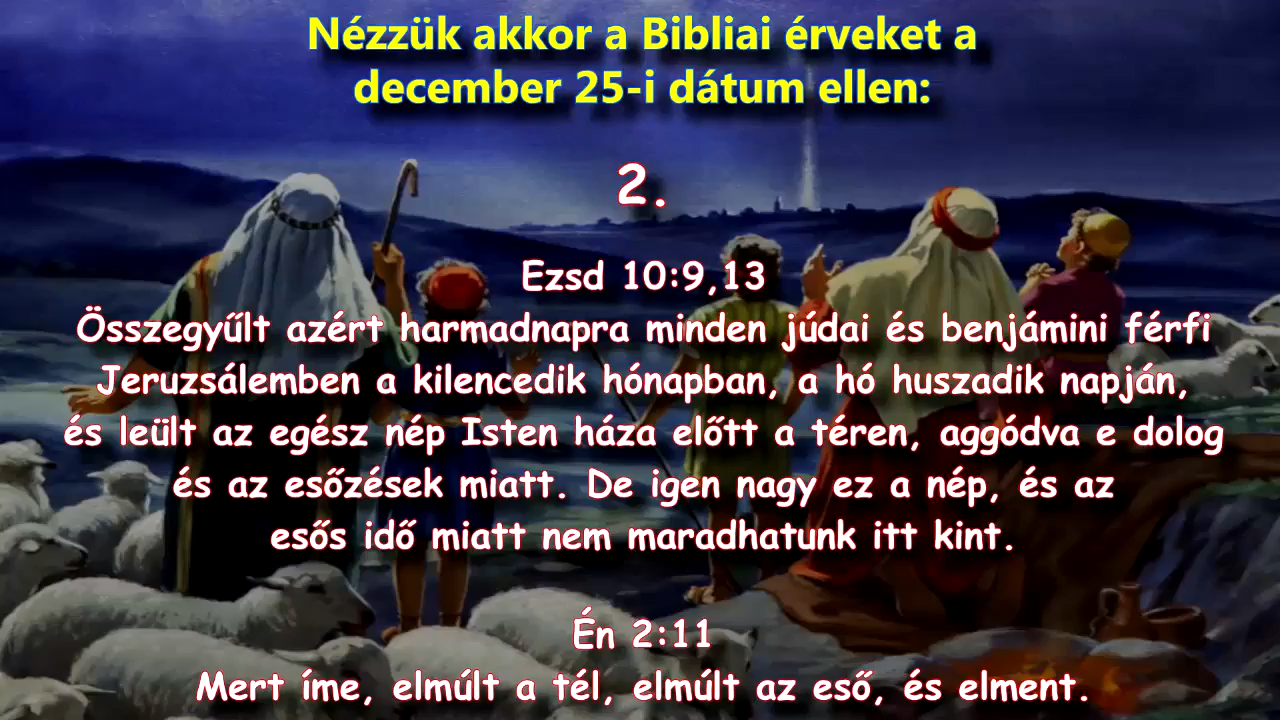 Nézzük akkor a Bibliai érveket a
december 25-i dátum ellen:
2.
Ezsd 10:9,13
Összegyűlt azért harmadnapra minden júdai és benjámini férfi
Jeruzsálemben a kilencedik hónapban, a hó huszadik napján,
és leült az egész nép Isten háza előtt a téren, aggódva e dolog
és az esőzések miatt. De igen nagy ez a nép, és az
esős idő miatt nem maradhatunk itt kint.
Én 2:11
Mert íme, elmúlt a tél, elmúlt az eső, és elment.